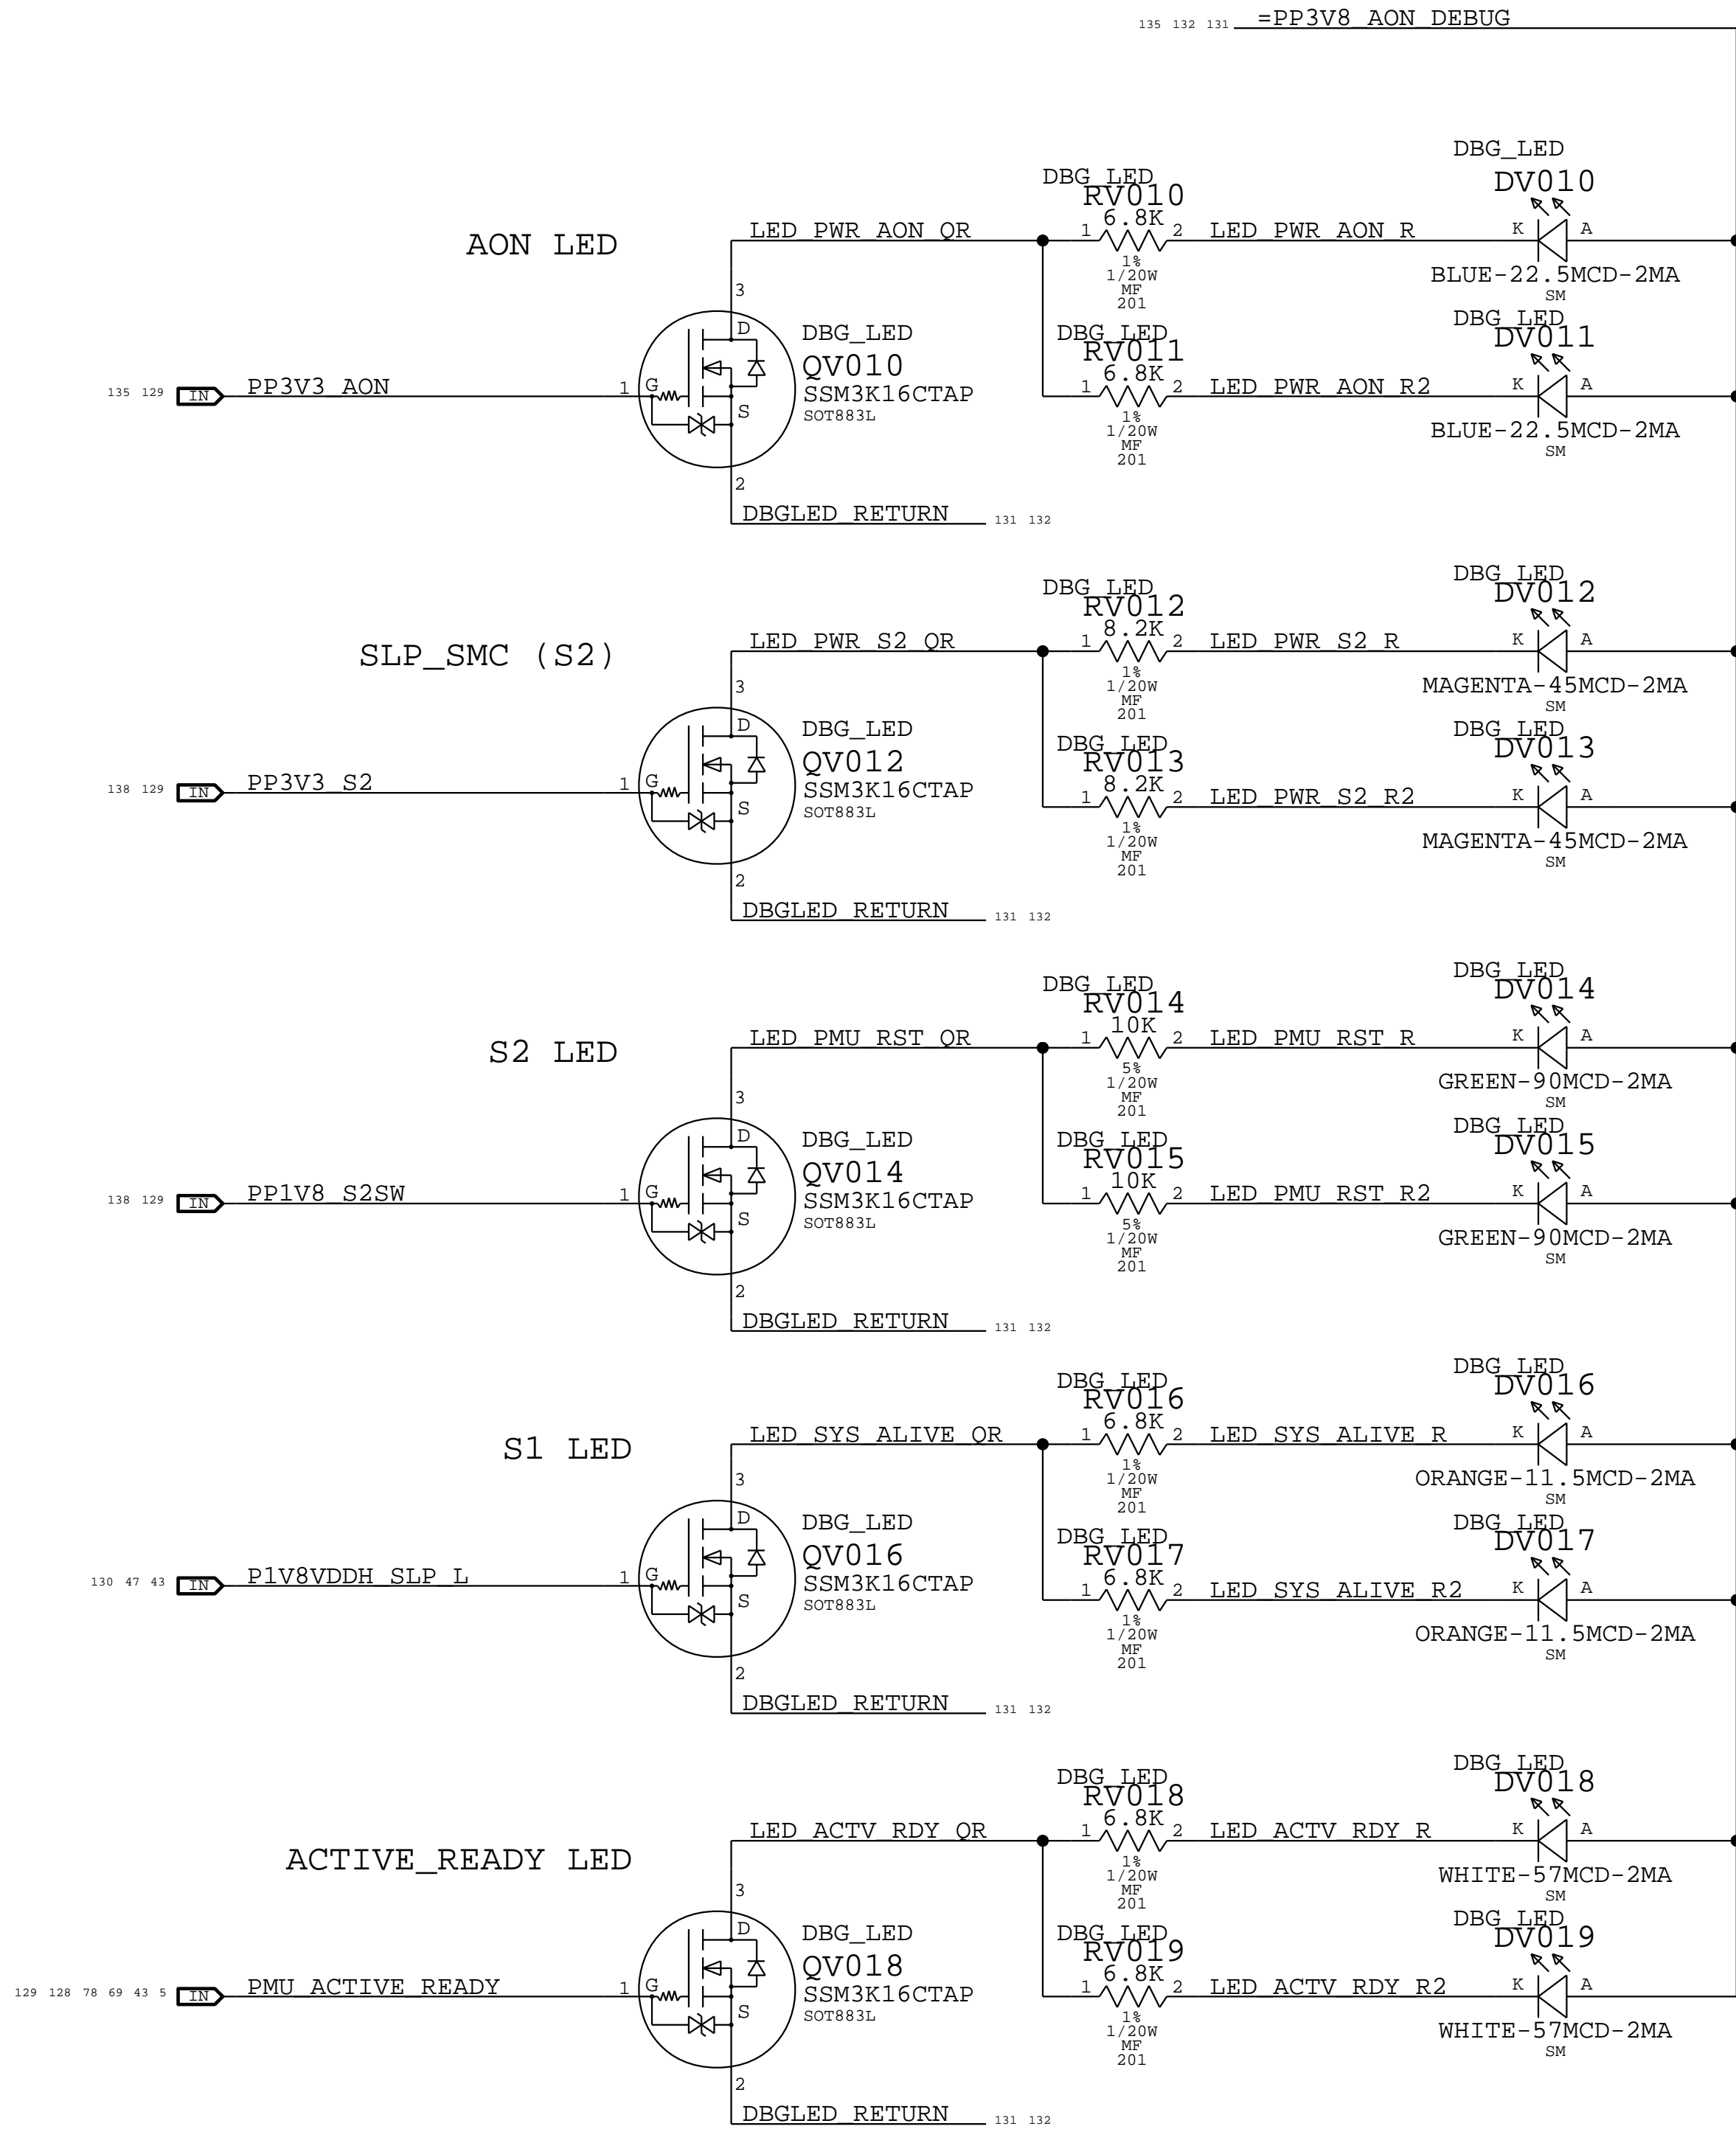 135 132 131 =PP3V8_AON_DEBUG
DBG_LED
DV010
DBG_LED
RV010
6.8K
AON LED
LED_PWR_AON_QR
1 2
LED_PWR_AON_R
K A
1%
1/20W
MF
201
BLUE-22.5MCD-2MA
SM
3
D
DBG_LED
QV010
SSM3K16CTAP
SOT883L
DBG_LED
RV011
6.8K
DBG_LED
DV011
135 129 IN PP3V3_AON
1 G
S
1 2
LED_PWR_AON_R2
K A
1%
1/20W
MF
201
BLUE-22.5MCD-2MA
SM
2
DBGLED_RETURN 131 132
DBG_LED
DV012
DBG_LED
RV012
8.2K
SLP_SMC (S2)
LED_PWR_S2_QR
1 2
LED_PWR_S2_R
K A
1%
1/20W
MF
201
MAGENTA-45MCD-2MA
SM
3
D
DBG_LED
QV012
SSM3K16CTAP
SOT883L
DBG_LED
RV013
8.2K
DBG_LED
DV013
138 129 IN PP3V3_S2
1 G
S
1 2
LED_PWR_S2_R2
K A
1%
1/20W
MF
201
MAGENTA-45MCD-2MA
SM
2
DBGLED_RETURN 131 132
DBG_LED
DV014
DBG_LED
RV014
10K
S2 LED
LED_PMU_RST_QR
1 2
LED_PMU_RST_R
K A
5%
1/20W
MF
201
GREEN-90MCD-2MA
SM
3
D
DBG_LED
QV014
SSM3K16CTAP
SOT883L
DBG_LED
RV015
10K
DBG_LED
DV015
138 129 IN PP1V8_S2SW
1 G
S
1 2
LED_PMU_RST_R2
K A
5%
1/20W
MF
201
GREEN-90MCD-2MA
SM
2
DBGLED_RETURN 131 132
DBG_LED
DV016
DBG_LED
RV016
6.8K
S1 LED
LED_SYS_ALIVE_QR
1 2
LED_SYS_ALIVE_R
K A
1%
1/20W
MF
201
ORANGE-11.5MCD-2MA
SM
3
D
DBG_LED
QV016
SSM3K16CTAP
SOT883L
DBG_LED
RV017
6.8K
DBG_LED
DV017
130 47 43 IN P1V8VDDH_SLP_L
1 G
S
1 2
LED_SYS_ALIVE_R2
K A
1%
1/20W
MF
201
ORANGE-11.5MCD-2MA
SM
2
DBGLED_RETURN 131 132
DBG_LED
DV018
DBG_LED
RV018
6.8K
ACTIVE_READY LED
LED_ACTV_RDY_QR
1 2
LED_ACTV_RDY_R
K A
1%
1/20W
MF
201
WHITE-57MCD-2MA
SM
3
D
DBG_LED
QV018
SSM3K16CTAP
SOT883L
DBG_LED
RV019
6.8K
DBG_LED
DV019
129 128 78 69 43 5 IN PMU_ACTIVE_READY
1 G
S
1 2
LED_ACTV_RDY_R2
K A
1%
1/20W
MF
201
WHITE-57MCD-2MA
SM
2
DBGLED_RETURN 131 132